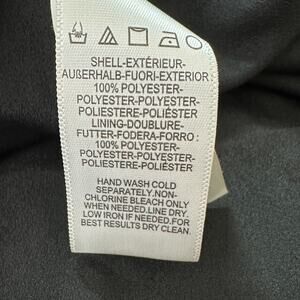 SHELL-EXTÉRIEUR-
AUßERHALB-FUORI-EXTERIOR
100% POLYESTER-
POLYESTER-POLYESTER-
POLIESTERE-POLIÉSTER
LINING-DOUBLURE-
FUTTER-FODERA-FORRO :
100% POLYESTER-
POLYESTER-POLYESTER-
POLIESTERE-POLIÉSTER
HAND WASH COLD
SEPARATELY.NON-
CHLORINE BLEACH ONLY
WHEN NEEDED.LINE DRY.
LOW IRON IF NEEDED.FOR
BEST RESULTS DRY CLEAN.